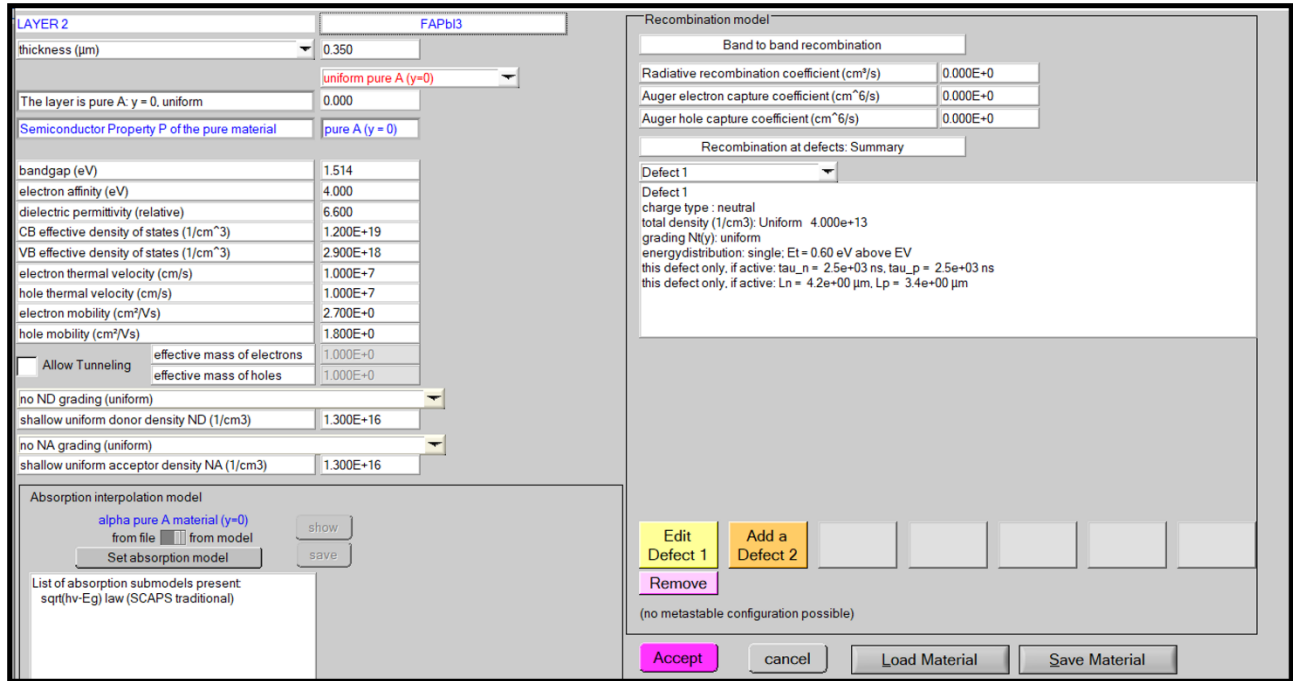 LAYER 2 FAPbI3
thickness (µm) 0.350
uniform pure A (y=0)
The layer is pure A: y = 0, uniform 0.000
Semiconductor Property P of the pure material pure A (y = 0)
bandgap (eV) 1.514
electron affinity (eV) 4.000
dielectric permittivity (relative) 6.600
CB effective density of states (1/cm^3) 1.200E+19
VB effective density of states (1/cm^3) 2.900E+18
electron thermal velocity (cm/s) 1.000E+7
hole thermal velocity (cm/s) 1.000E+7
electron mobility (cm²/Vs) 2.700E+0
hole mobility (cm²/Vs) 1.800E+0
Allow Tunneling
effective mass of electrons 1.000E+0
effective mass of holes 1.000E+0
no ND grading (uniform)
shallow uniform donor density ND (1/cm3) 1.300E+16
no NA grading (uniform)
shallow uniform acceptor density NA (1/cm3) 1.300E+16
Absorption interpolation model
alpha pure A material (y=0)
from file from model
show
Set absorption model
save
List of absorption submodels present
sqrt(hv-Eg) law (SCAPS traditional)
Recombination model
Band to band recombination
Radiative recombination coefficient (cm³/s) 0.000E+0
Auger electron capture coefficient (cm^6/s) 0.000E+0
Auger hole capture coefficient (cm^6/s) 0.000E+0
Recombination at defects: Summary
Defect 1
Defect 1
charge type : neutral
total density (1/cm3): Uniform 4.000e+13
grading Nt(y): uniform
energydistribution: single; Et = 0.60 eV above EV
this defect only, if active: tau_n = 2.5e+03 ns, tau_p = 2.5e+03 ns
this defect only, if active: Ln = 4.2e+00 µm, Lp = 3.4e+00 µm
Edit
Defect 1
Add a
Defect 2
Remove
(no metastable configuration possible)
Accept cancel Load Material Save Material